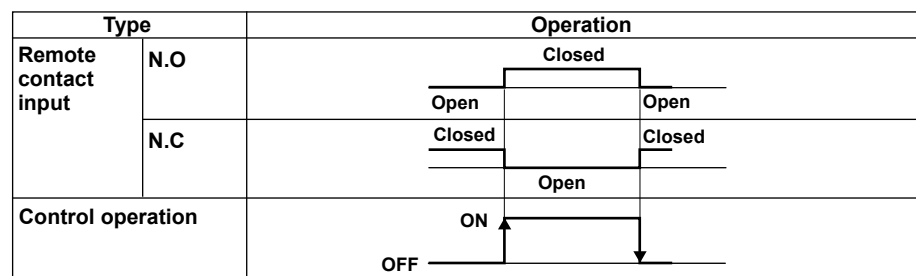 Type
Operation
Remote
contact
input
N.O
Closed
Open
Open
N.C
Closed
Closed
Open
Control operation
ON
OFF